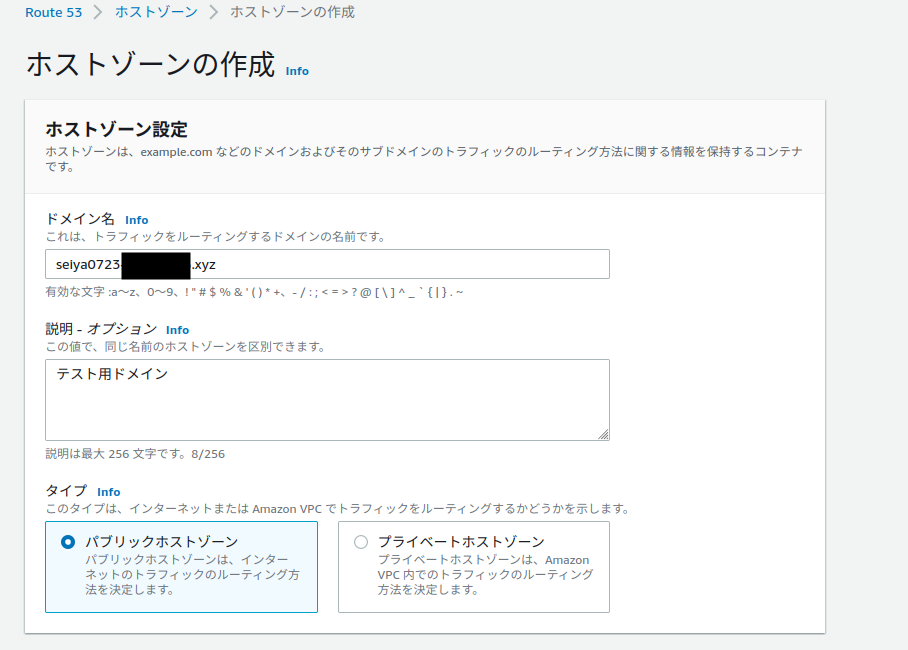 Route 53 > ホストゾーン > ホストゾーンの作成
ホストゾーンの作成 Info
ホストゾーン設定
ホストゾーンは、example.com などのドメインおよびそのサブドメインのトラフィックのルーティング方法に関する情報を保持するコンテナ
です。
ドメイン名 Info
これは、トラフィックをルーティングするドメインの名前です。
seiya0723 .xyz
有効な文字 :a～z、0～9、! " # $ % & ' ( ) * +、- / : ; < = > ? @ [ \ ] ^ _ ` { | } . ~
説明 - オプション Info
この値で、同じ名前のホストゾーンを区別できます。
テスト用ドメイン
説明は最大 256 文字です。8/256
タイプ Info
このタイプは、インターネットまたは Amazon VPC でトラフィックをルーティングするかどうかを示します。
パブリックホストゾーン
パブリックホストゾーンは、インター
ネットのトラフィックのルーティング方
法を決定します。
プライベートホストゾーン
プライベートホストゾーンは、Amazon
VPC 内でのトラフィックのルーティング
方法を決定します。